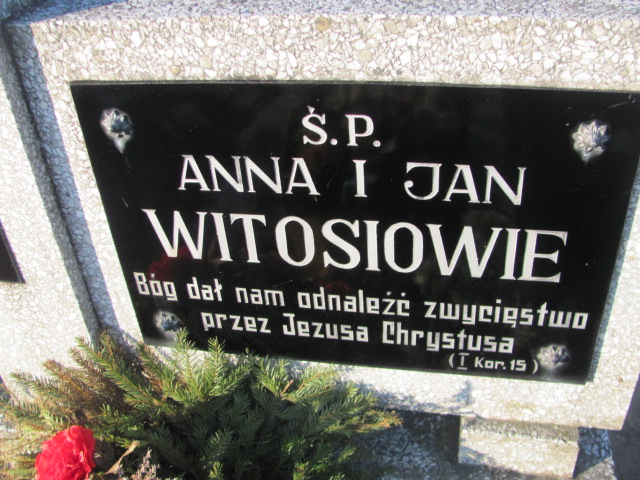 Ś.P.
ANNA I JAN
WITOSIOWIE
Bóg dał nam odnaleźć zwycięstwo
przez Jezusa Chrystusa
(I Kor. 15)